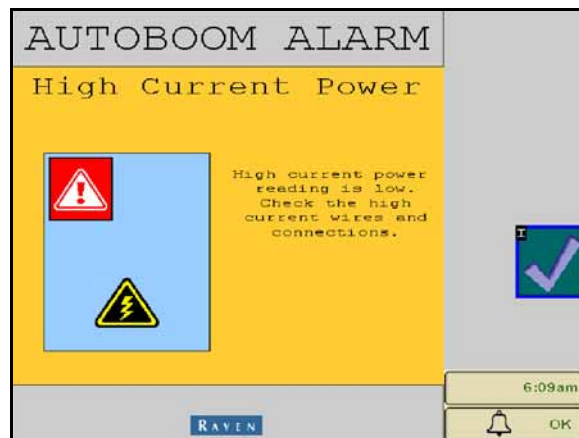 AUTOBOOM ALARM
High Current Power
High current power
reading is low.
Check the high
current wires and
connections.
I
6:09am
OK
RAVEN